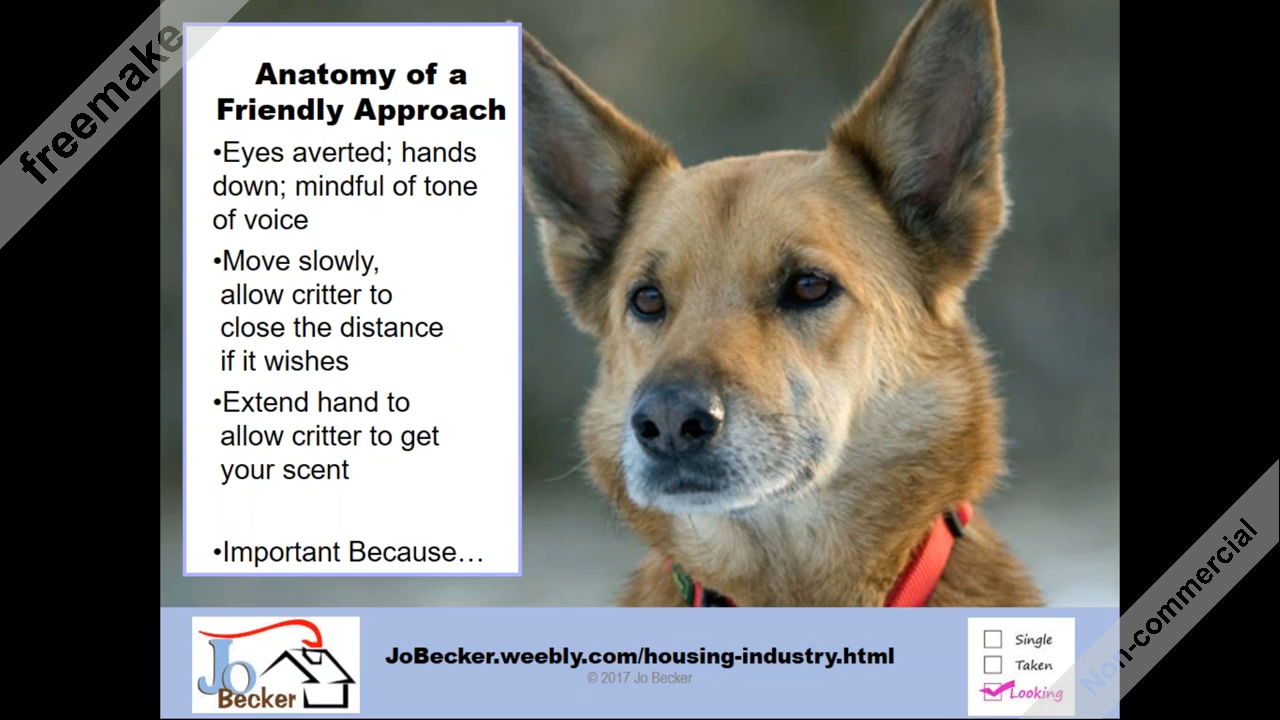 freemake
Anatomy of a
Friendly Approach
•Eyes averted; hands
down; mindful of tone
of voice
•Move slowly,
allow critter to
close the distance
if it wishes
•Extend hand to
allow critter to get
your scent
•Important Because…
Jo
Becker
JoBecker.weebly.com/housing-industry.html
© 2017 Jo Becker
Single
Taken
Looking
Non-commercial